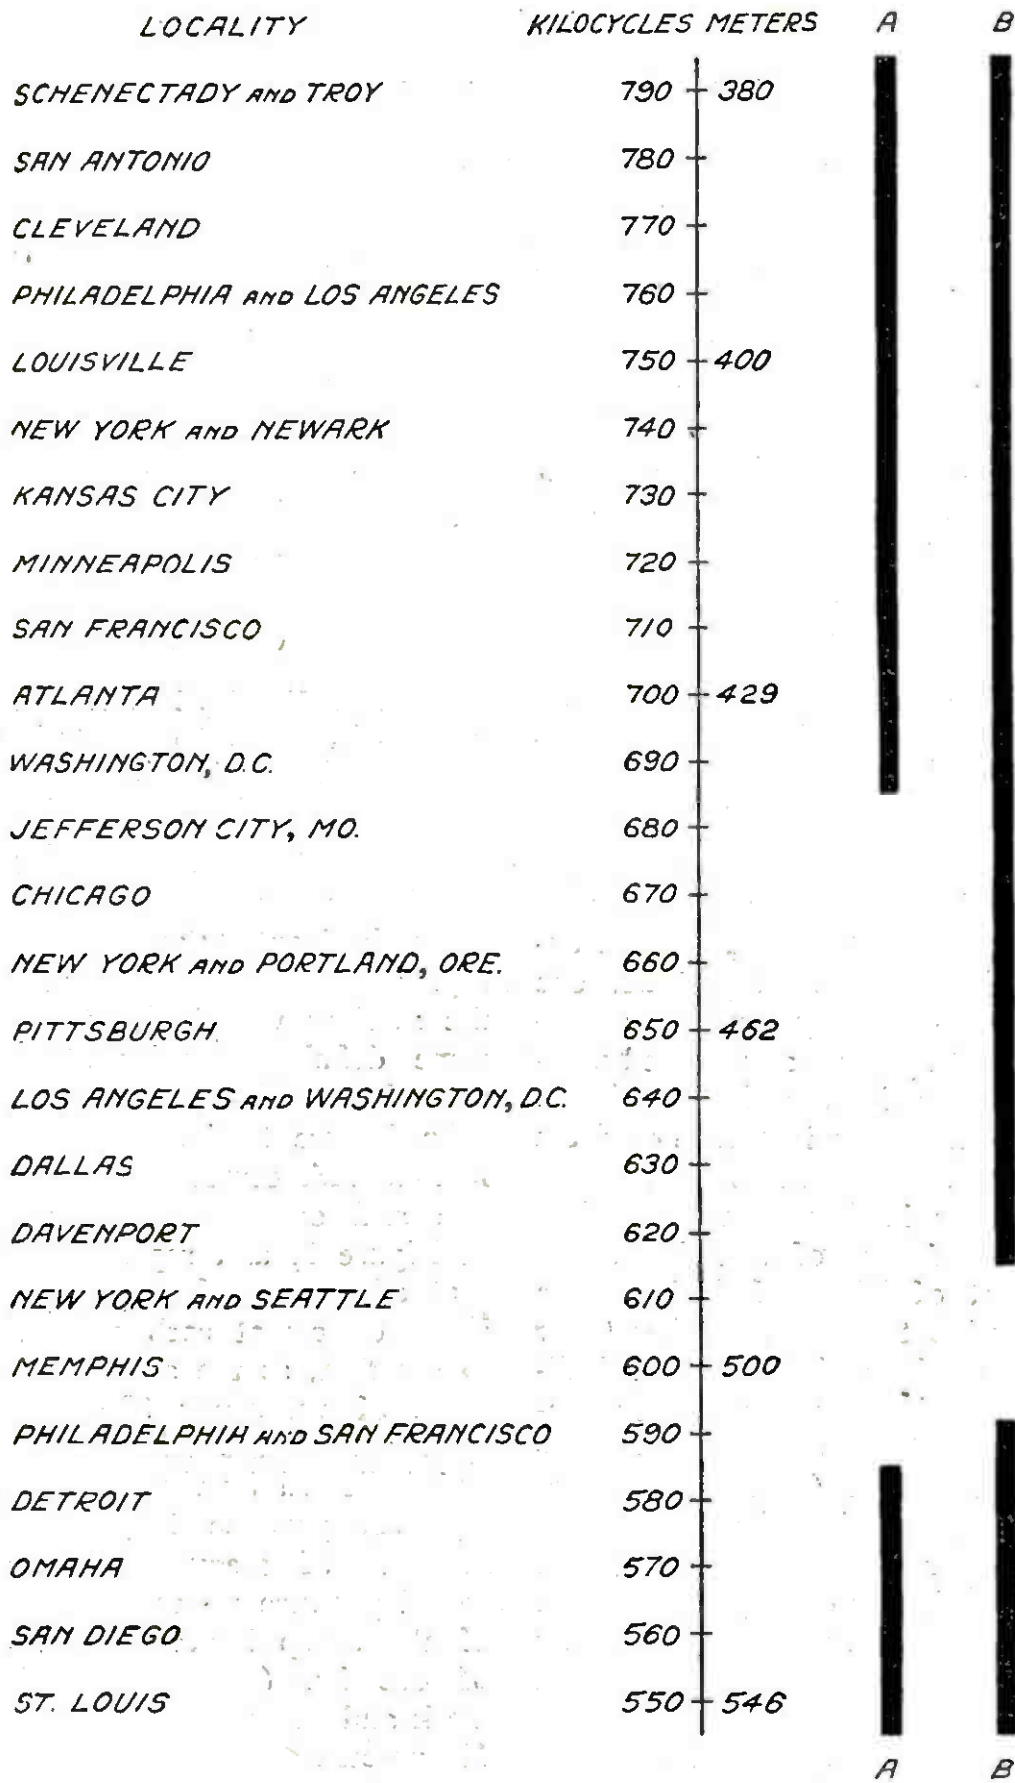 LOCALITY KILOCYCLES METERS A B
SCHENECTADY AND TROY 790 380
SAN ANTONIO 780
CLEVELAND 770
PHILADELPHIA AND LOS ANGELES 760
LOUISVILLE 750 400
NEW YORK AND NEWARK 740
KANSAS CITY 730
MINNEAPOLIS 720
SAN FRANCISCO 710
ATLANTA 700 429
WASHINGTON, D.C. 690
JEFFERSON CITY, MO. 680
CHICAGO 670
NEW YORK AND PORTLAND, ORE. 660
PITTSBURGH 650 462
LOS ANGELES AND WASHINGTON, D.C. 640
DALLAS 630
DAVENPORT 620
NEW YORK AND SEATTLE 610
MEMPHIS 600 500
PHILADELPHIA AND SAN FRANCISCO 590
DETROIT 580
OMAHA 570
SAN DIEGO 560
ST. LOUIS 550 546
A B